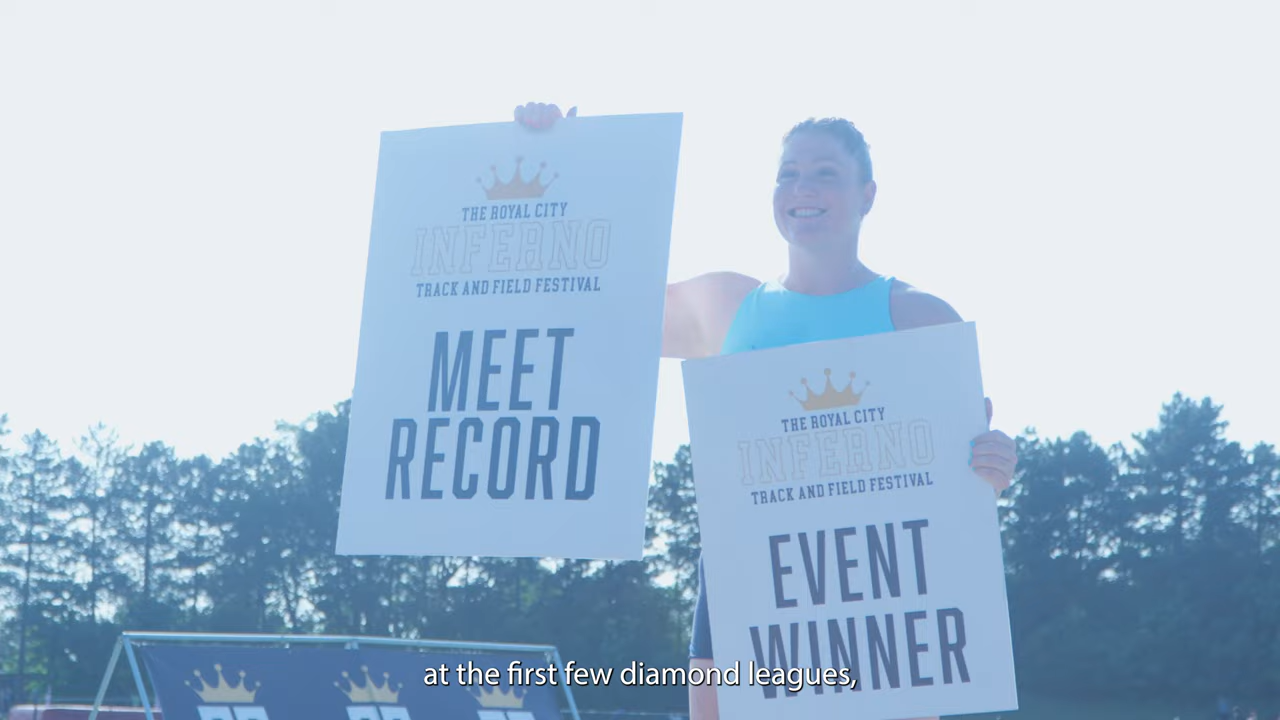 THE ROYAL CITY
INFERNO
TRACK AND FIELD FESTIVAL
MEET
RECORD
THE ROYAL CITY
INFERNO
TRACK AND FIELD FESTIVAL
EVENT
WINNER
at the first few diamond leagues,